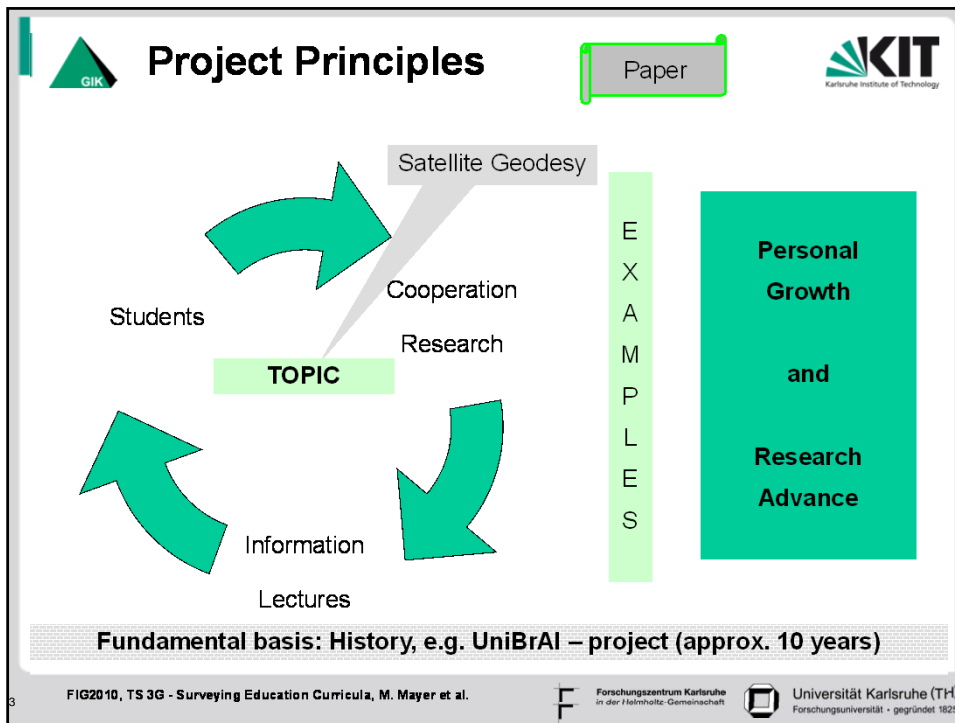 GIK
Project Principles
Paper
KIT
Karlsruhe Institute of Technology
Satellite Geodesy
Students
Cooperation
Research
TOPIC
Information
Lectures
E
X
A
M
P
L
E
S
Personal
Growth
and
Research
Advance
Fundamental basis: History, e.g. UniBrAI – project (approx. 10 years)
3
FIG2010, TS 3G - Surveying Education Curricula, M. Mayer et al.
Forschungszentrum Karlsruhe
in der Helmholtz-Gemeinschaft
Universität Karlsruhe (TH)
Forschungsuniversität • gegründet 1825